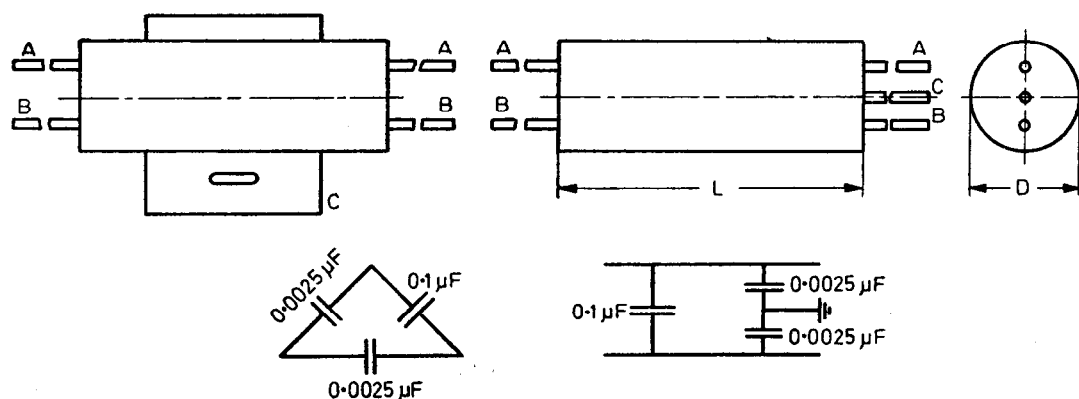 A A A A
B B B C B
C
L
D
0·0025 µF 0·1 µF
0·0025 µF
0·1 µF 0·0025 µF
0·0025 µF